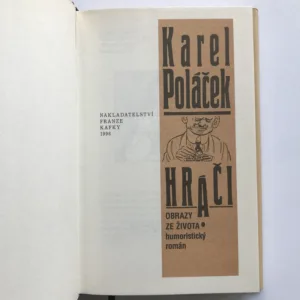 Karel
Poláček
NAKLADATELSTVÍ
FRANZE
KAFKY
1996
HRÁČI
OBRAZY
ZE ŽIVOTA
humoristický
román